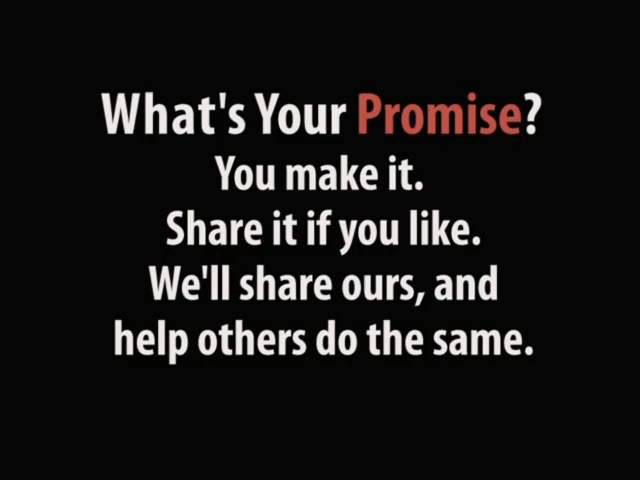 What's Your Promise?
You make it.
Share it if you like.
We'll share ours, and
help others do the same.